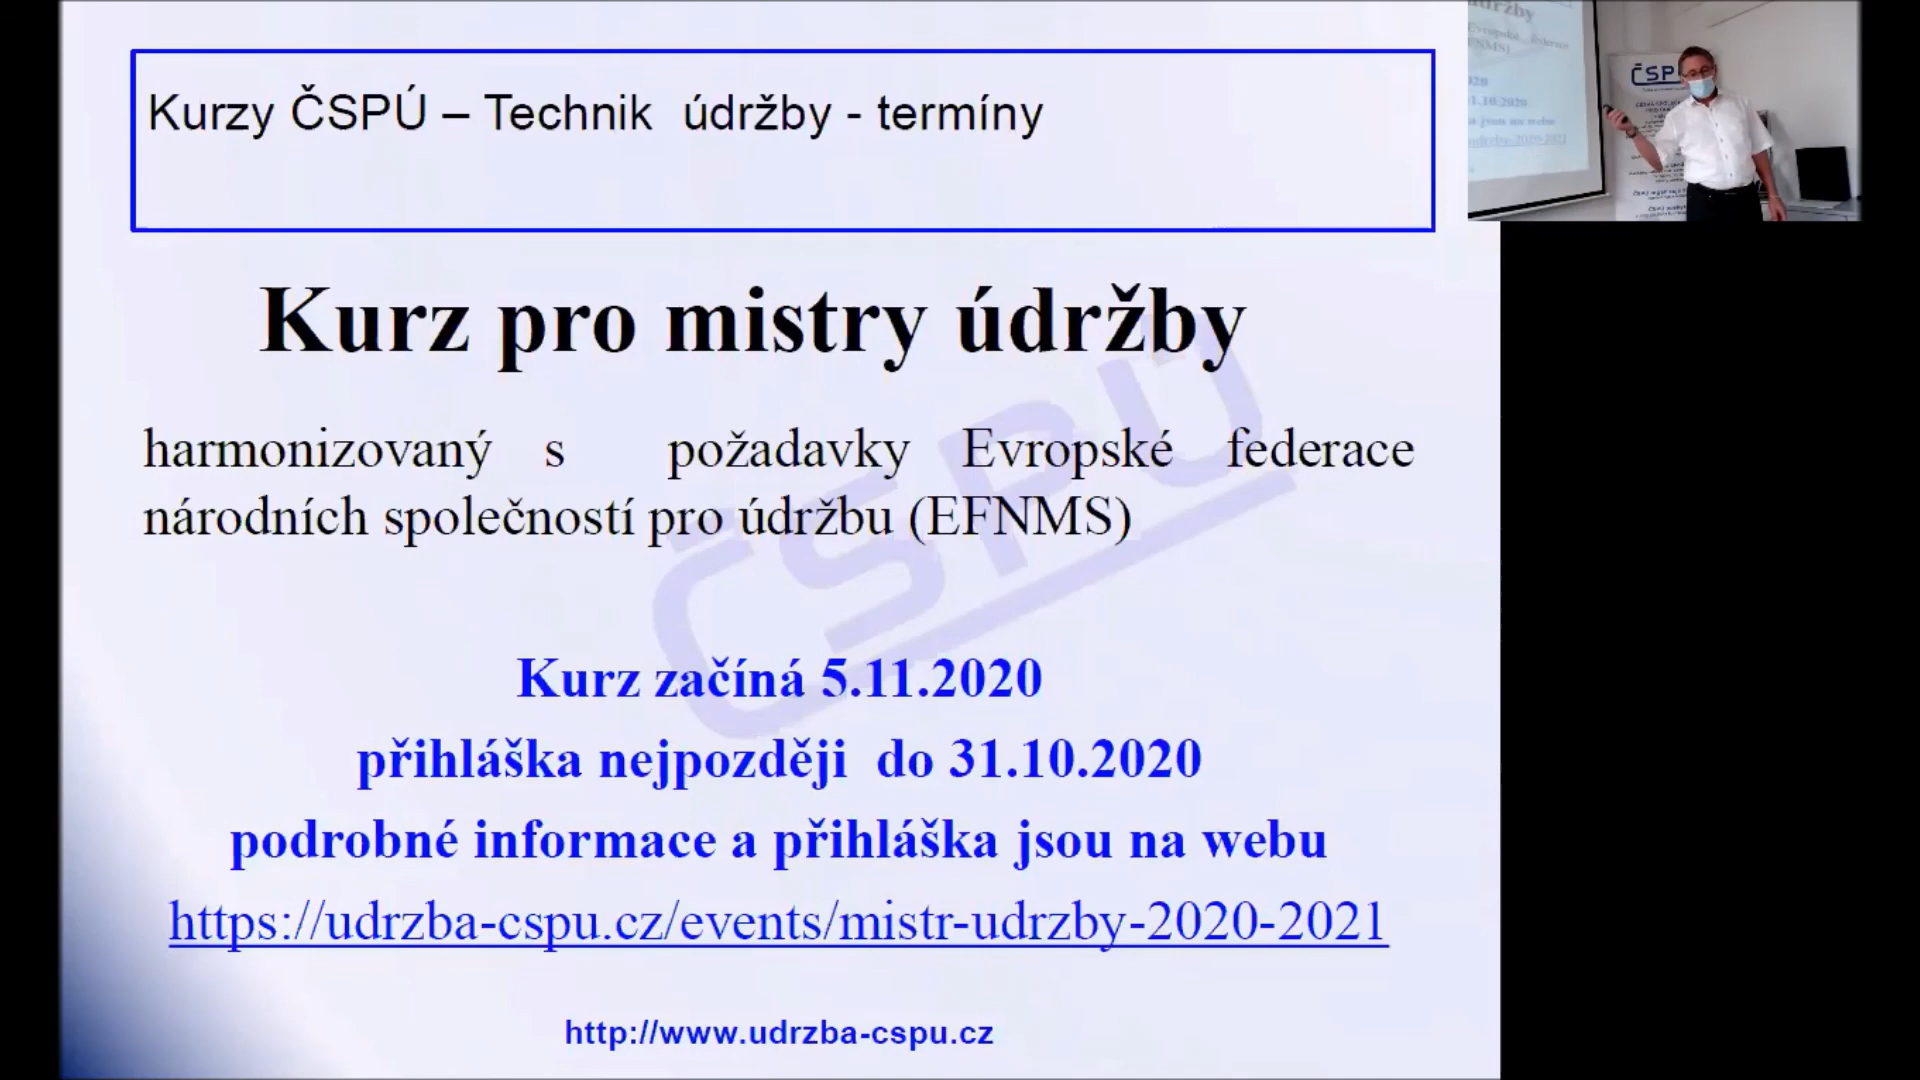 Kurzy ČSPÚ – Technik údržby - termíny
Kurz pro mistry údržby
harmonizovaný s požadavky Evropské federace
národních společností pro údržbu (EFNMS)
ČSPÚ
Kurz začíná 5.11.2020
přihláška nejpozději do 31.10.2020
podrobné informace a přihláška jsou na webu
https://udrzba-cspu.cz/events/mistr-udrzby-2020-2021
http://www.udrzba-cspu.cz